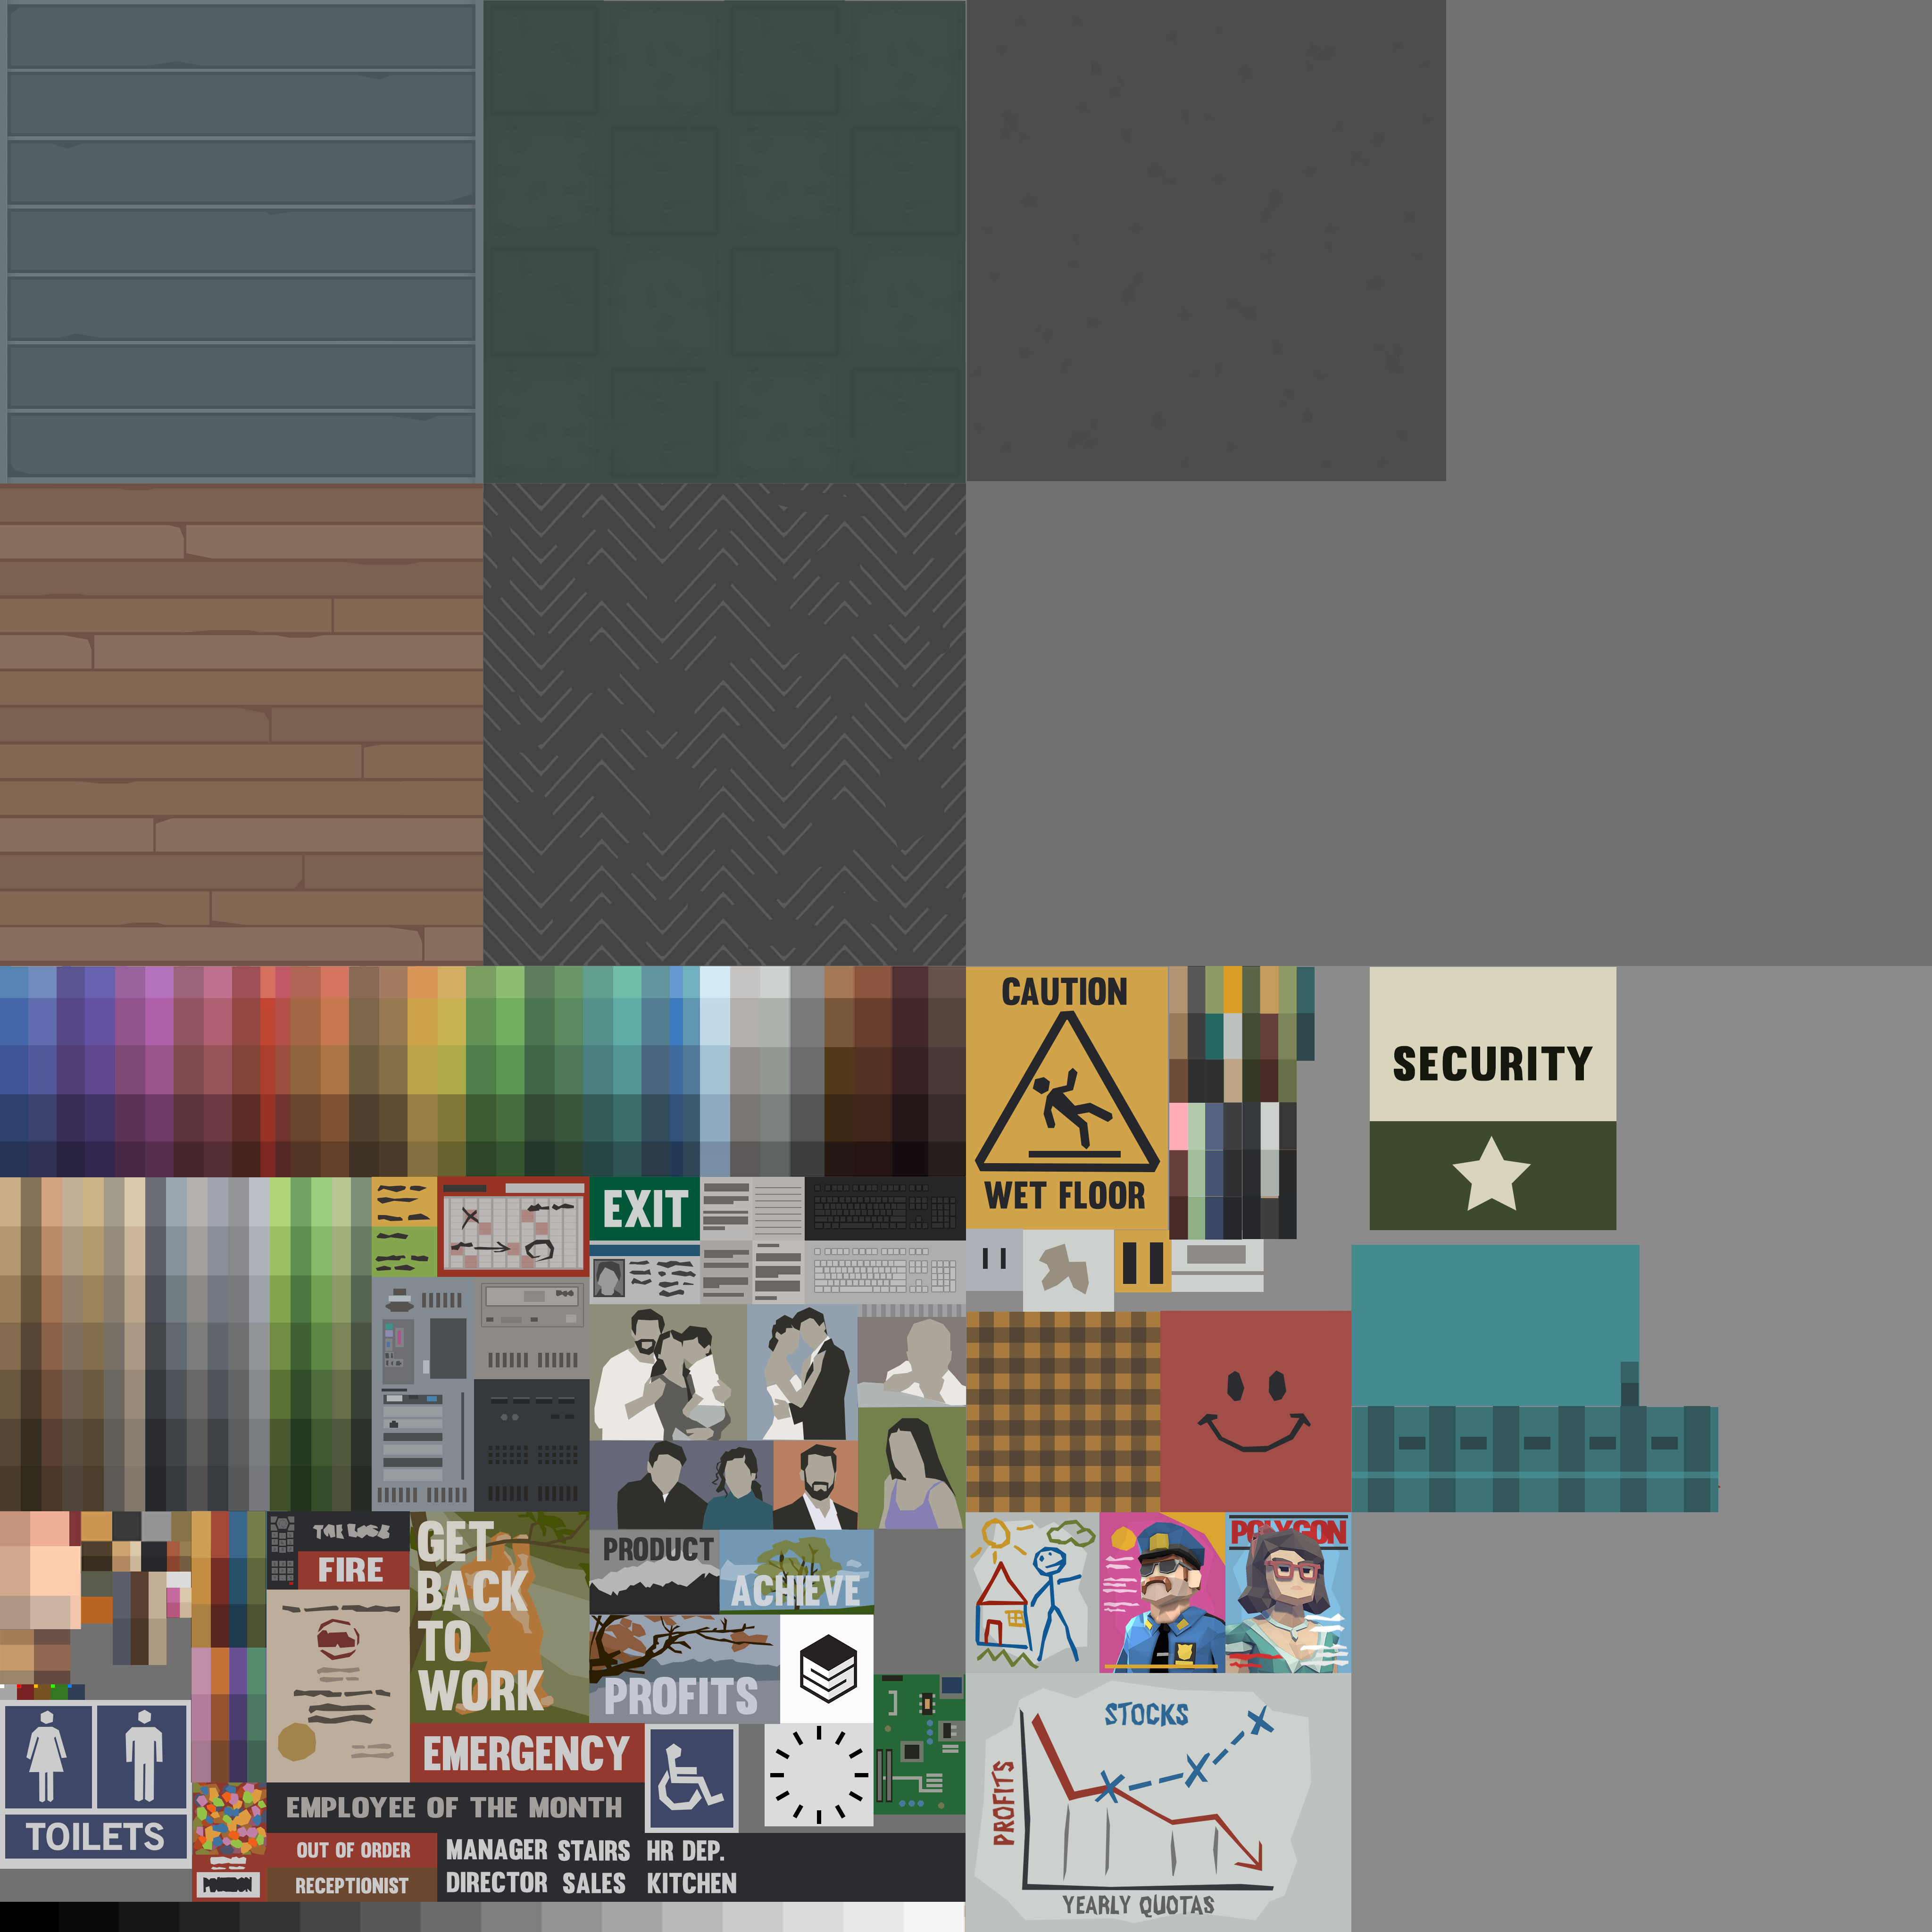 CAUTION
WET FLOOR
SECURITY
EXIT
FIRE
GET
BACK
TO
WORK
PRODUCT
ACHIEVE
PROFITS
EMERGENCY
EMPLOYEE OF THE MONTH
TOILETS
OUT OF ORDER
RECEPTIONIST
MANAGER STAIRS HR DEP.
DIRECTOR SALES KITCHEN
POLYGON
STOCKS
PROFITS
YEARLY QUOTAS